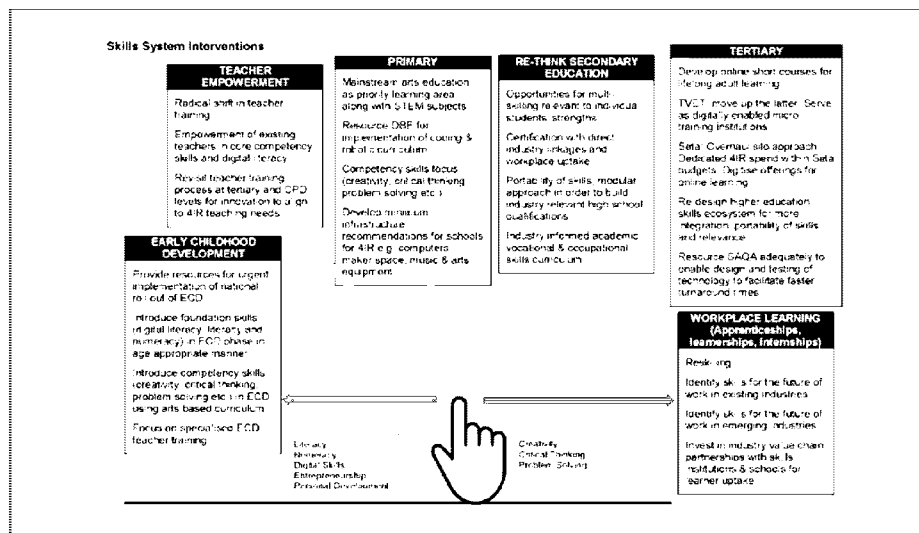 Skills System Interventions
TEACHER
EMPOWERMENT
Radical shift in teacher
training
Empowerment of existing
teachers in core competency
skills and digital literacy
Revisit teacher training
process at tertiary and CPD
levels for innovation to align
to 4IR teaching needs
PRIMARY
Mainstream arts education
as priority learning area
along with STEM subjects
Resource DBE for
implementation of coding &
robotic curriculum
Competency skills focus
(creativity, critical thinking
problem solving etc.)
Develop minimum
infrastructure
recommendations for schools
for 4IR e.g. computers
maker space, music & arts
equipment
RE-THINK SECONDARY
EDUCATION
Opportunities for multi-
skilling relevant to individual
students' strengths
Certification with direct
industry linkages and
workplace uptake
Portability of skills, modular
approach in order to build
industry relevant high school
qualifications
Industry informed academic
vocational & occupational
skills curriculum
TERTIARY
Develop online short courses for
lifelong adult learning
TVET: move up the latter. Serve
as digitally enabled micro
training institutions
Seta: Overhaul silo approach
Dedicated 4IR spend within Seta
budgets. Digitise offerings for
online learning
Re-design higher education
skills ecosystem for more
integration, portability of skills
and relevance
Resource SAQA adequately to
enable design and testing of
technology to facilitate faster
turnaround times
EARLY CHILDHOOD
DEVELOPMENT
Provide resources for urgent
implementation of national
roll out of ECD
Introduce foundation skills
(digital literacy, literacy and
numeracy) in ECD phase in
age appropriate manner
Introduce competency skills
(creativity, critical thinking,
problem solving etc.) in ECD
using arts based curriculum
Focus on specialised ECD
teacher training
WORKPLACE LEARNING
(Apprenticeships,
learnerships, internships)
Reskilling
Identify skills for the future of
work in existing industries
Identify skills for the future of
work in emerging industries
Invest in industry value chain
partnerships with skills
institutions & schools for
learner uptake
Literacy
Numeracy
Digital Skills
Entrepreneurship
Personal Development
Creativity
Critical Thinking
Problem Solving